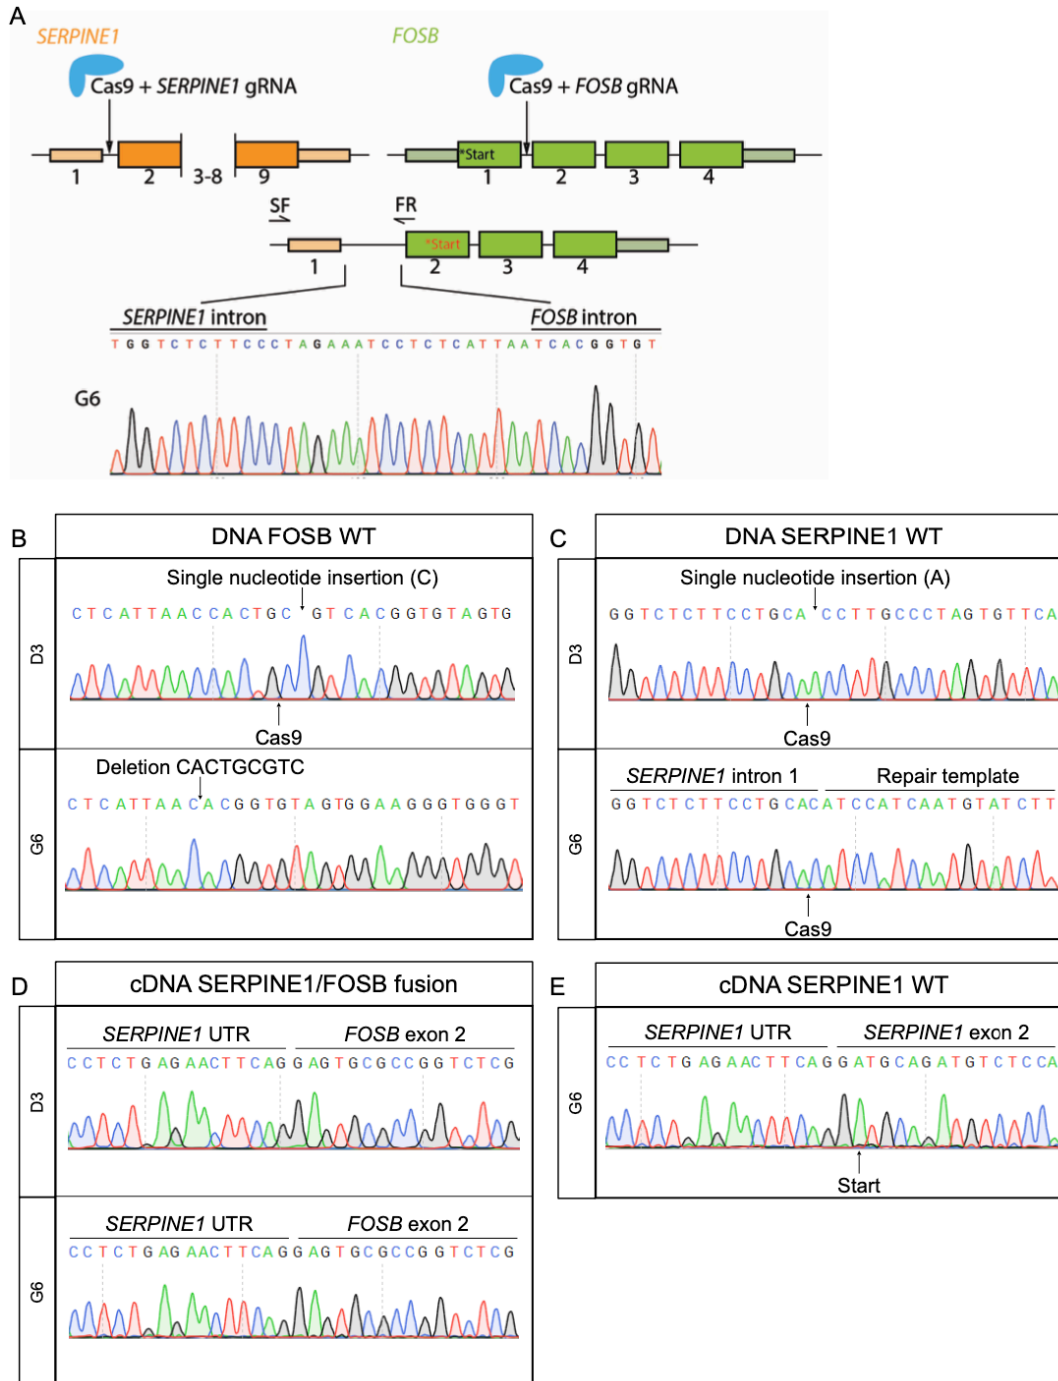 A
SERPINE1
FOSB
Cas9 + SERPINE1 gRNA
Cas9 + FOSB gRNA
*Start
1 2 3-8 9
1 2 3 4
SF
FR
*Start
1 2 3 4
SERPINE1 intron
FOSB intron
TGGTCTCTTCCCTAGAAATCCTCTCATTAATCACGGTGT
G6
B
DNA FOSB WT
D3
Single nucleotide insertion (C)
CTCATTAACCACTGC GTCACGGTGTAGTG
Cas9
G6
Deletion CACTGCGTC
CTCATTAACACGGTGTAGTGGAAGGGTGGGT
C
DNA SERPINE1 WT
D3
Single nucleotide insertion (A)
GGTCTCTTCCTGCA CCTTGCCCTAGTGTTCA
Cas9
G6
SERPINE1 intron 1
Repair template
GGTCTCTTCCTGCACATCCATCAATGTATCTT
Cas9
D
cDNA SERPINE1/FOSB fusion
D3
SERPINE1 UTR
FOSB exon 2
CCTCTGAGAACTTCAGGAGTGCGCCGGTCTCG
G6
SERPINE1 UTR
FOSB exon 2
CCTCTGAGAACTTCAGGAGTGCGCCGGTCTCG
E
cDNA SERPINE1 WT
G6
SERPINE1 UTR
SERPINE1 exon 2
CCTCTGAGAACTTCAGGATGCAGATGTCTCCA
Start